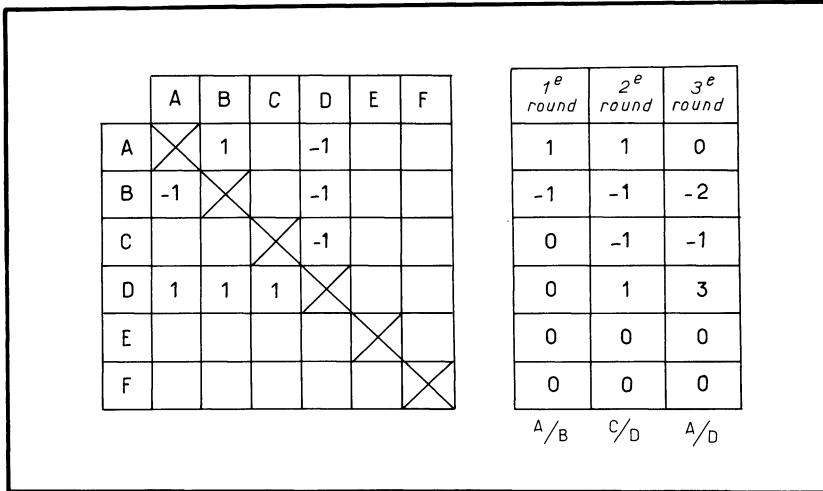 A B C D E F
A 1 -1
B -1 -1
C -1
D 1 1 1
E
F
1e round 2e round 3e round
1 1 0
-1 -1 -2
0 -1 -1
0 1 3
0 0 0
0 0 0
A/B C/D A/D